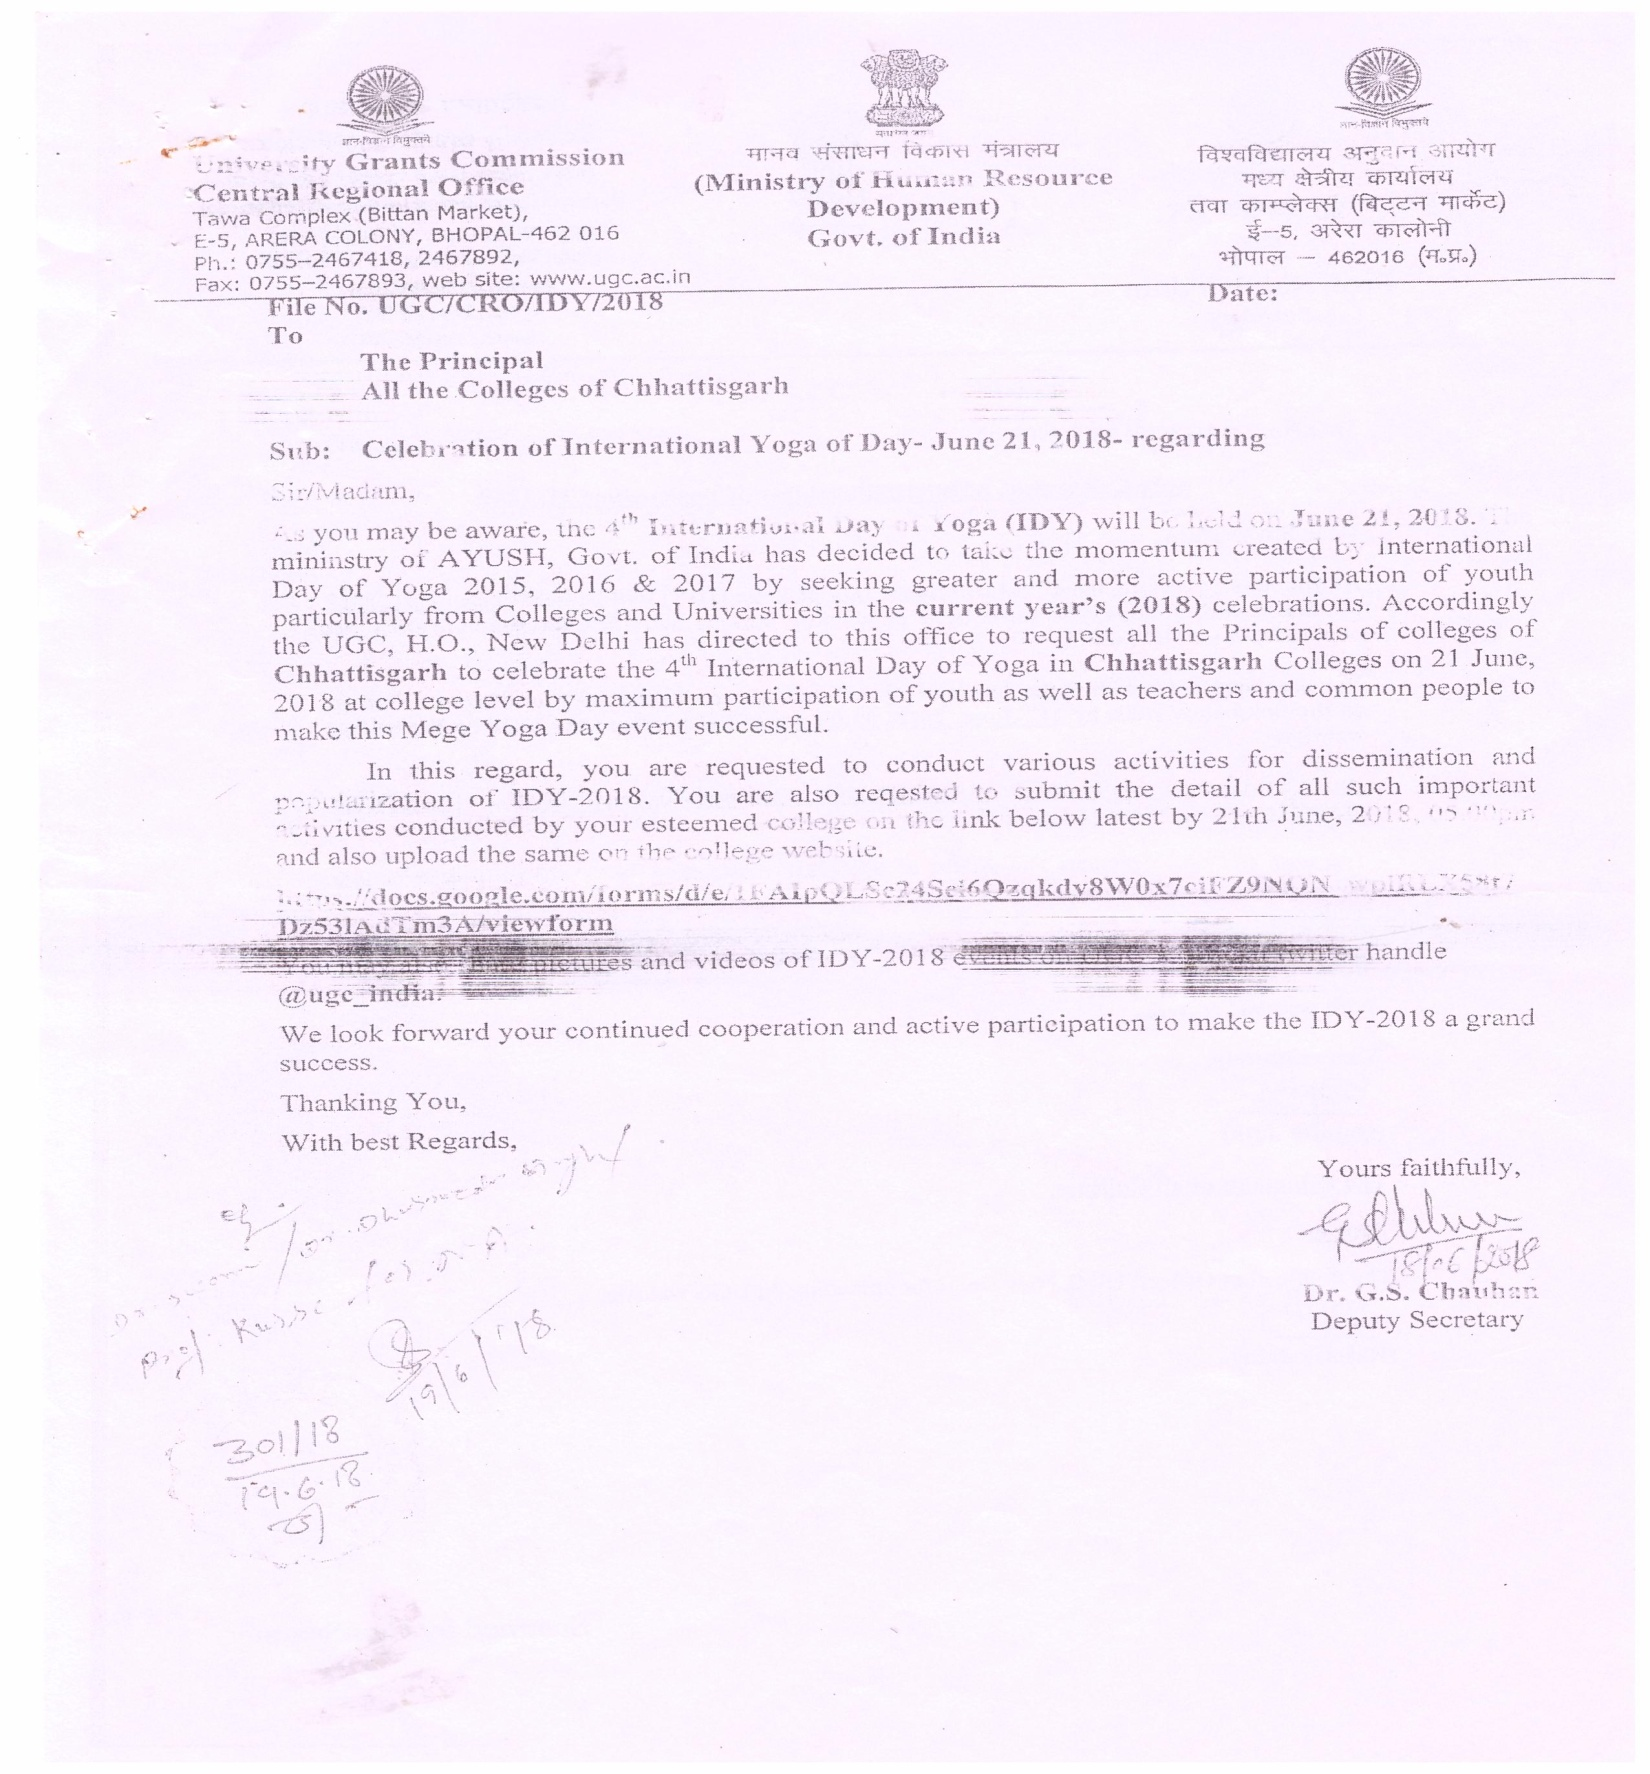 ज्ञान-विज्ञान विमुक्तये
University Grants Commission
Central Regional Office
Tawa Complex (Bittan Market),
E-5, ARERA COLONY, BHOPAL-462 016
Ph.: 0755–2467418, 2467892,
Fax: 0755–2467893, web site: www.ugc.ac.in
मानव संसाधन विकास मंत्रालय
(Ministry of Human Resource
Development)
Govt. of India
ज्ञान-विज्ञान विमुक्तये
विश्वविद्यालय अनुदान आयोग
मध्य क्षेत्रीय कार्यालय
तवा काम्प्लेक्स (बिट्टन मार्केट)
ई–5, अरेरा कालोनी
भोपाल – 462016 (म.प्र.)
File No. UGC/CRO/IDY/2018
Date:
To
The Principal
All the Colleges of Chhattisgarh
Sub: Celebration of International Yoga of Day- June 21, 2018- regarding
Sir/Madam,
As you may be aware, the 4th International Day of Yoga (IDY) will be held on June 21, 2018.
mininstry of AYUSH, Govt. of India has decided to take the momentum created by International
Day of Yoga 2015, 2016 & 2017 by seeking greater and more active participation of youth
particularly from Colleges and Universities in the current year's (2018) celebrations. Accordingly
the UGC, H.O., New Delhi has directed to this office to request all the Principals of colleges of
Chhattisgarh to celebrate the 4th International Day of Yoga in Chhattisgarh Colleges on 21 June,
2018 at college level by maximum participation of youth as well as teachers and common people to
make this Mege Yoga Day event successful.
In this regard, you are requested to conduct various activities for dissemination and
popularization of IDY-2018. You are also reqested to submit the detail of all such important
activities conducted by your esteemed college on the link below latest by 21th June, 2018, 05:00pm
and also upload the same on the college website.
Dz53lAdTm3A/viewform
pictures and videos of IDY-2018 events on twitter handle
@ugc_india.
We look forward your continued cooperation and active participation to make the IDY-2018 a grand
success.
Thanking You,
With best Regards,
Yours faithfully,
18/06/2018
Dr. G.S. Chauhan
Deputy Secretary
19/6/18
301/18
19.6.18